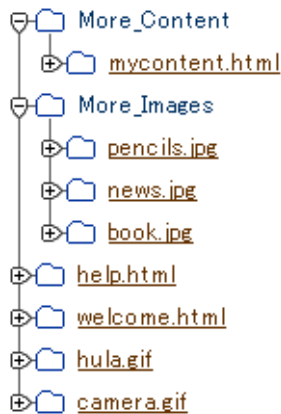 More_Content
mycontent.html
More_Images
pencils.jpg
news.jpg
book.jpg
help.html
welcome.html
hula.gif
camera.gif